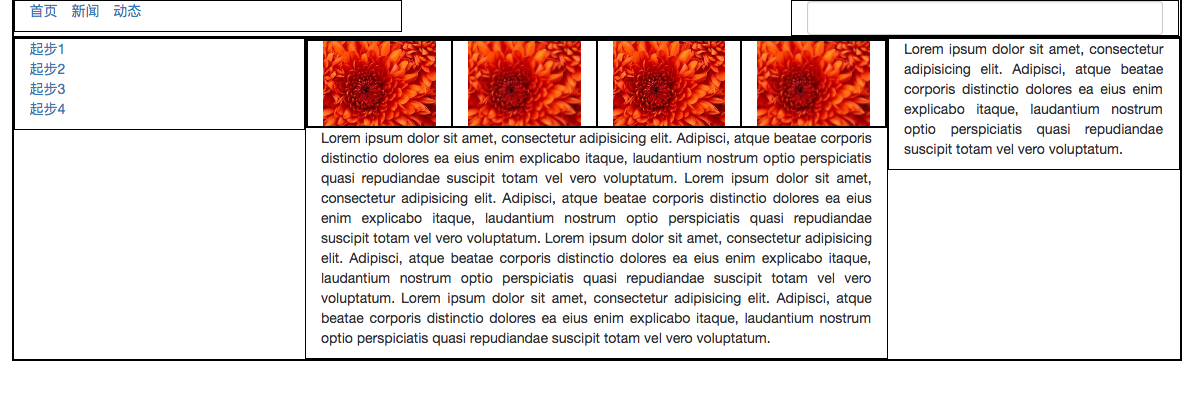 首页 新闻 动态
起步1
起步2
起步3
起步4
Lorem ipsum dolor sit amet, consectetur adipisicing elit. Adipisci, atque beatae corporis
distinctio dolores ea eius enim explicabo itaque, laudantium nostrum optio perspiciatis
quasi repudiandae suscipit totam vel vero voluptatum. Lorem ipsum dolor sit amet,
consectetur adipisicing elit. Adipisci, atque beatae corporis distinctio dolores ea eius
enim explicabo itaque, laudantium nostrum optio perspiciatis quasi repudiandae
suscipit totam vel vero voluptatum. Lorem ipsum dolor sit amet, consectetur adipisicing
elit. Adipisci, atque beatae corporis distinctio dolores ea eius enim explicabo itaque,
laudantium nostrum optio perspiciatis quasi repudiandae suscipit totam vel vero
voluptatum. Lorem ipsum dolor sit amet, consectetur adipisicing elit. Adipisci, atque
beatae corporis distinctio dolores ea eius enim explicabo itaque, laudantium nostrum
optio perspiciatis quasi repudiandae suscipit totam vel vero voluptatum.
Lorem ipsum dolor sit amet, consectetur
adipisicing elit. Adipisci, atque beatae
corporis distinctio dolores ea eius enim
explicabo itaque, laudantium nostrum
optio perspiciatis quasi repudiandae
suscipit totam vel vero voluptatum.